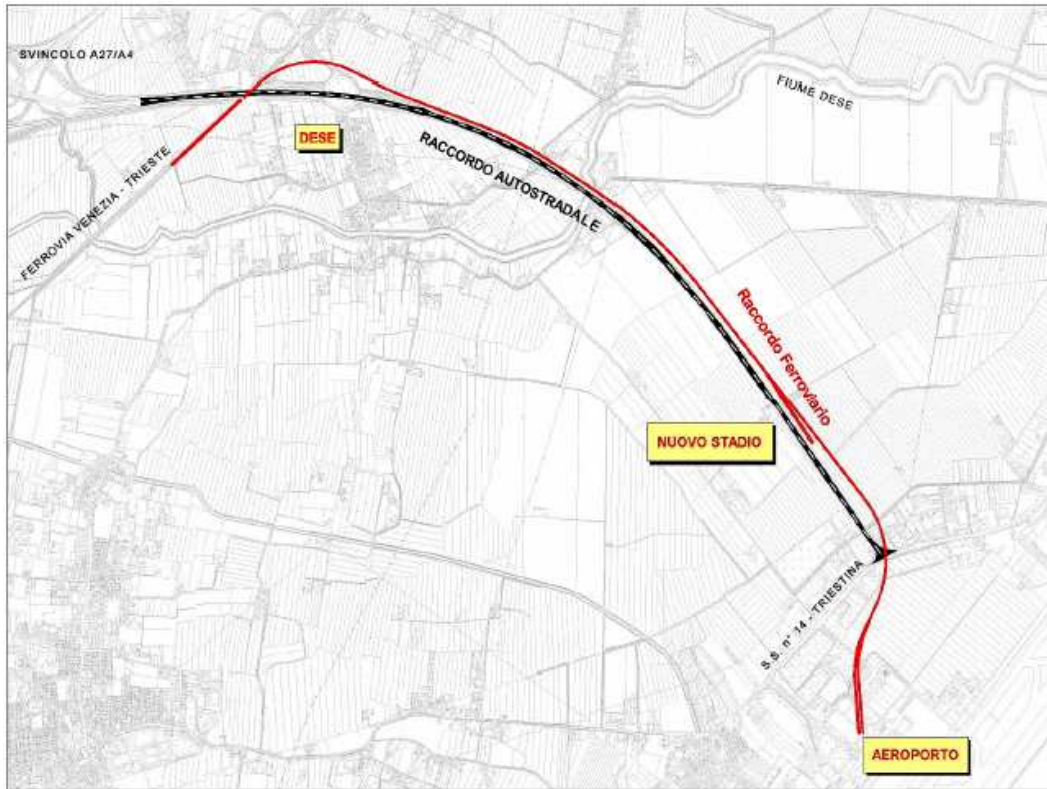 SVINCOLO A27/A4
FIUME DESE
DESE
RACCORDO AUTOSTRADALE
FERROVIA VENEZIA - TRIESTE
Raccordo Ferroviario
NUOVO STADIO
S.S. n° 14 - TRIESTINA
AEROPORTO